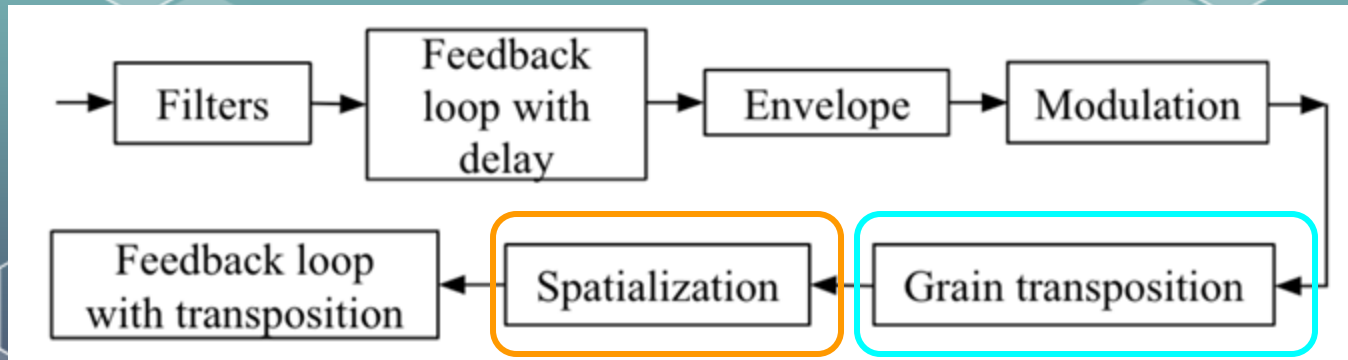 Filters
Feedback
loop with
delay
Envelope
Modulation
Grain transposition
Spatialization
Feedback loop
with transposition